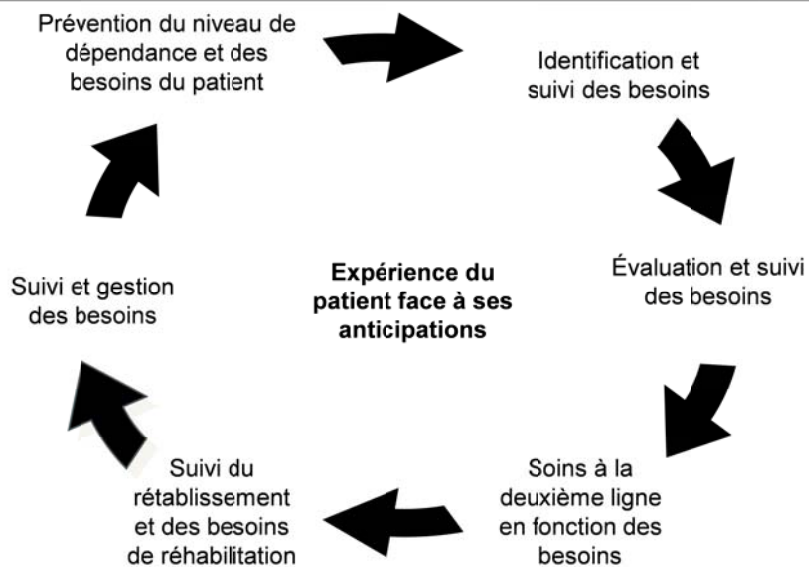 Prévention du niveau de
dépendance et des
besoins du patient
Identification et
suivi des besoins
Évaluation et suivi
des besoins
Soins à la
deuxième ligne
en fonction des
besoins
Suivi du
rétablissement
et des besoins
de réhabilitation
Suivi et gestion
des besoins
Expérience du
patient face à ses
anticipations